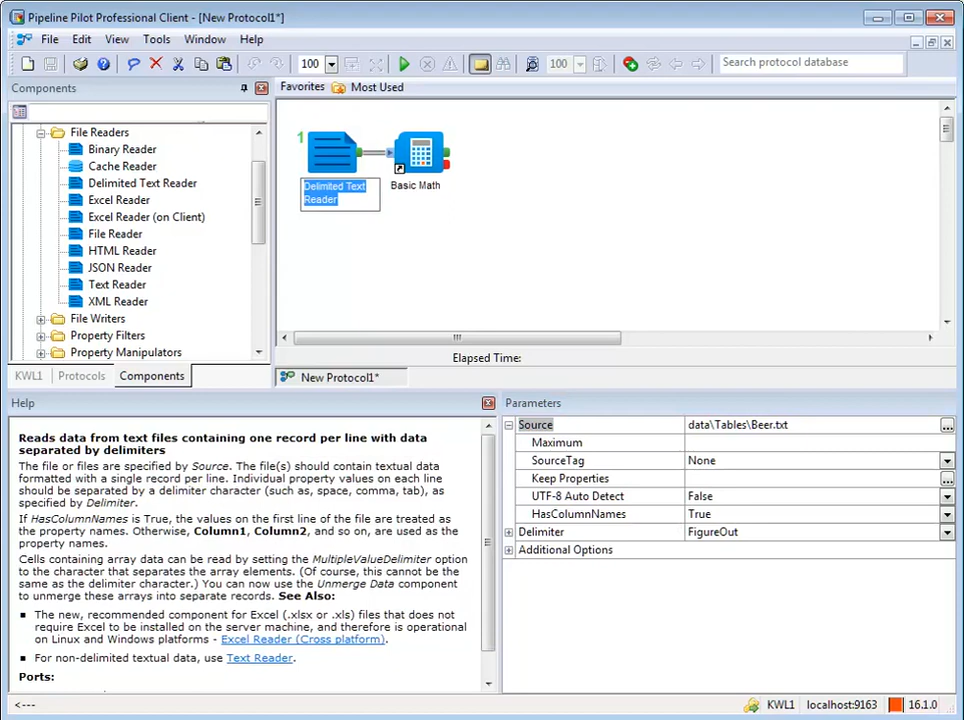 Pipeline Pilot Professional Client - [New Protocol1*]
File Edit View Tools Window Help
100 100 Search protocol database
Components
Favorites Most Used
File Readers
Binary Reader
Cache Reader
Delimited Text Reader
Excel Reader
Excel Reader (on Client)
File Reader
HTML Reader
JSON Reader
Text Reader
XML Reader
File Writers
Property Filters
Property Manipulators
1
Delimited Text
Reader
Basic Math
Elapsed Time:
KWL1 Protocols Components
New Protocol1*
Help
Reads data from text files containing one record per line with data
separated by delimiters
The file or files are specified by Source. The file(s) should contain textual data
formatted with a single record per line. Individual property values on each line
should be separated by a delimiter character (such as, space, comma, tab), as
specified by Delimiter.
If HasColumnNames is True, the values on the first line of the file are treated as
the property names. Otherwise, Column1, Column2, and so on, are used as the
property names.
Cells containing array data can be read by setting the MultipleValueDelimiter option
to the character that separates the array elements. (Of course, this cannot be the
same as the delimiter character.) You can now use the Unmerge Data component
to unmerge these arrays into separate records. See Also:
The new, recommended component for Excel (.xlsx or .xls) files that does not
require Excel to be installed on the server machine, and therefore is operational
on Linux and Windows platforms - Excel Reader (Cross platform).
For non-delimited textual data, use Text Reader.
Ports:
Parameters
Source data\Tables\Beer.txt
Maximum
SourceTag None
Keep Properties
UTF-8 Auto Detect False
HasColumnNames True
Delimiter FigureOut
Additional Options
<--- KWL1 localhost:9163 16.1.0